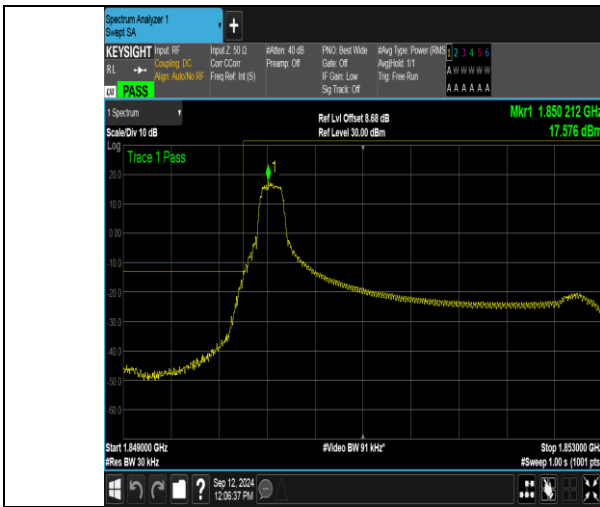 Spectrum Analyzer 1
Swept SA
+
KEYSIGHT Input: RF Input Z: 50 Ω #Atten: 40 dB PNO: Best Wide #Avg Type: Power (RMS 1 2 3 4 5 6
RL Coupling: DC Corr CCorr Preamp: Off Gate: Off Avg|Hold: 1/1 A W W W W W
Align: Auto/No RF Freq Ref: Int (S) IF Gain: Low Trig: Free Run
LXI PASS Sig Track: Off A A A A A A
1 Spectrum Ref Lvl Offset 8.68 dB Mkr1 1.850 212 GHz
Scale/Div 10 dB Ref Level 30.00 dBm 17.576 dBm
Log
Trace 1 Pass
1
20.0
10.0
0.00
-10.0
-20.0
-30.0
-40.0
-50.0
-60.0
Start 1.849000 GHz #Video BW 91 kHz* Stop 1.853000 GHz
#Res BW 30 kHz #Sweep 1.00 s (1001 pts)
? Sep 12, 2024
12:06:37 PM